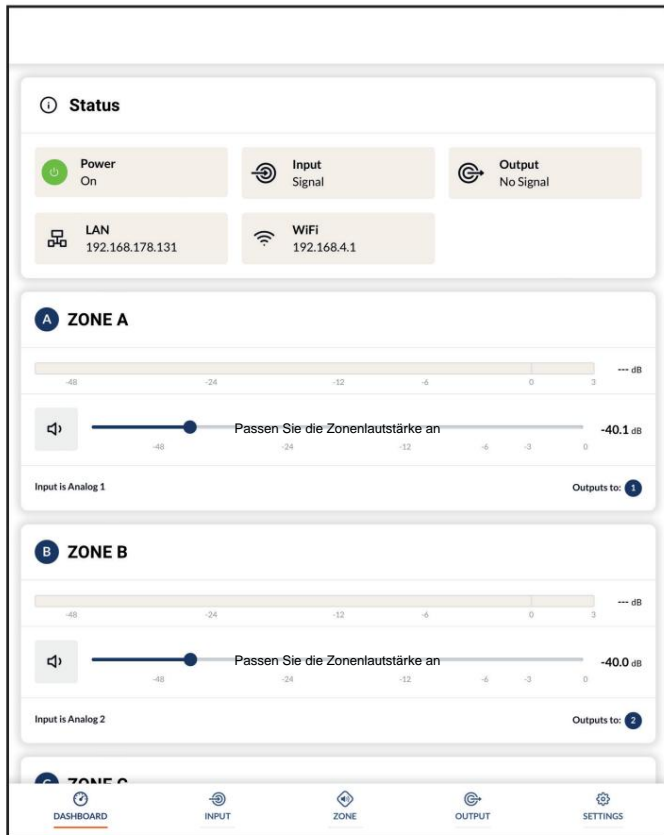 Status
Power
On
Input
Signal
Output
No Signal
LAN
192.168.178.131
WiFi
192.168.4.1
A ZONE A
--- dB
-48 -24 -12 -6 0 3
Passen Sie die Zonenlautstärke an
-40.1 dB
-48 -24 -12 -6 -3 0
Input is Analog 1
Outputs to: 1
B ZONE B
--- dB
-48 -24 -12 -6 0 3
Passen Sie die Zonenlautstärke an
-40.0 dB
-48 -24 -12 -6 -3 0
Input is Analog 2
Outputs to: 2
C ZONE C
DASHBOARD INPUT ZONE OUTPUT SETTINGS